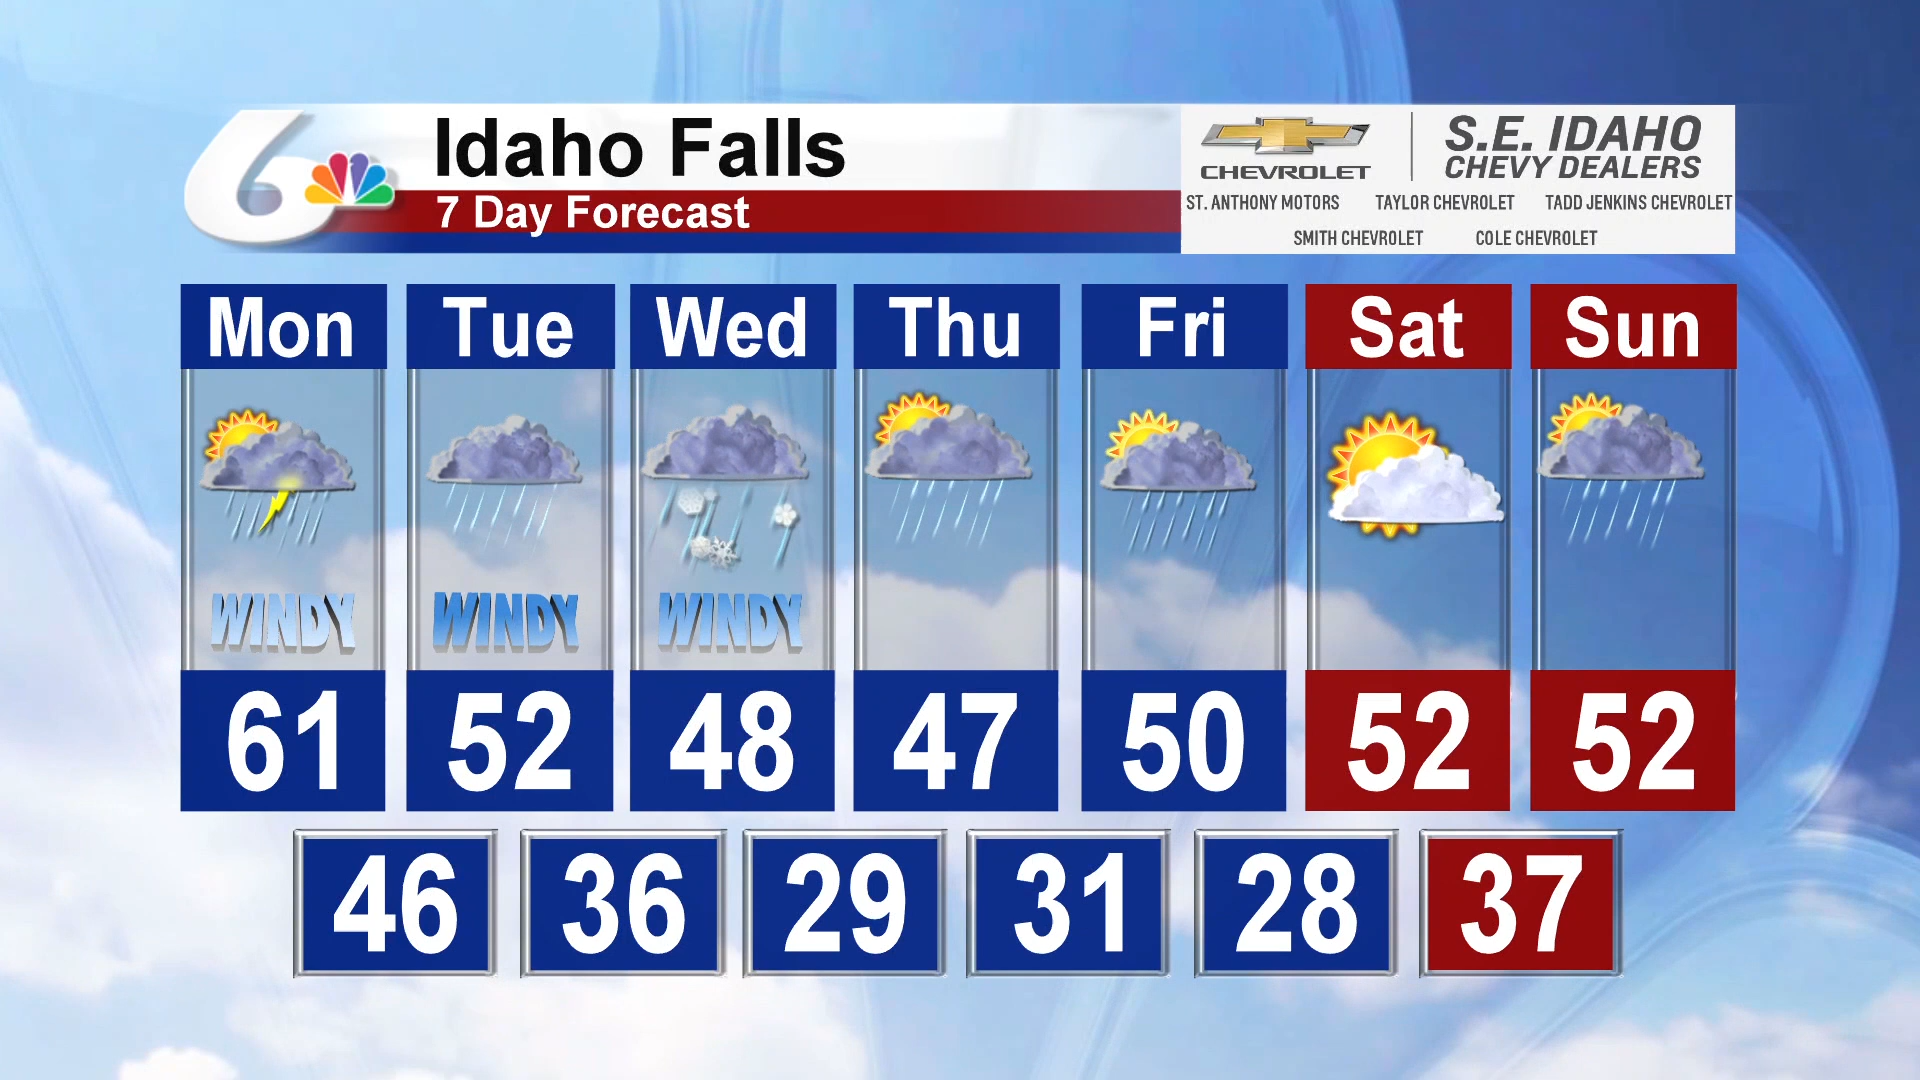 6
Idaho Falls
7 Day Forecast
CHEVROLET
S.E. IDAHO
CHEVY DEALERS
ST. ANTHONY MOTORS TAYLOR CHEVROLET TADD JENKINS CHEVROLET
SMITH CHEVROLET COLE CHEVROLET
Mon Tue Wed Thu Fri Sat Sun
WINDY WINDY WINDY
61 52 48 47 50 52 52
46 36 29 31 28 37